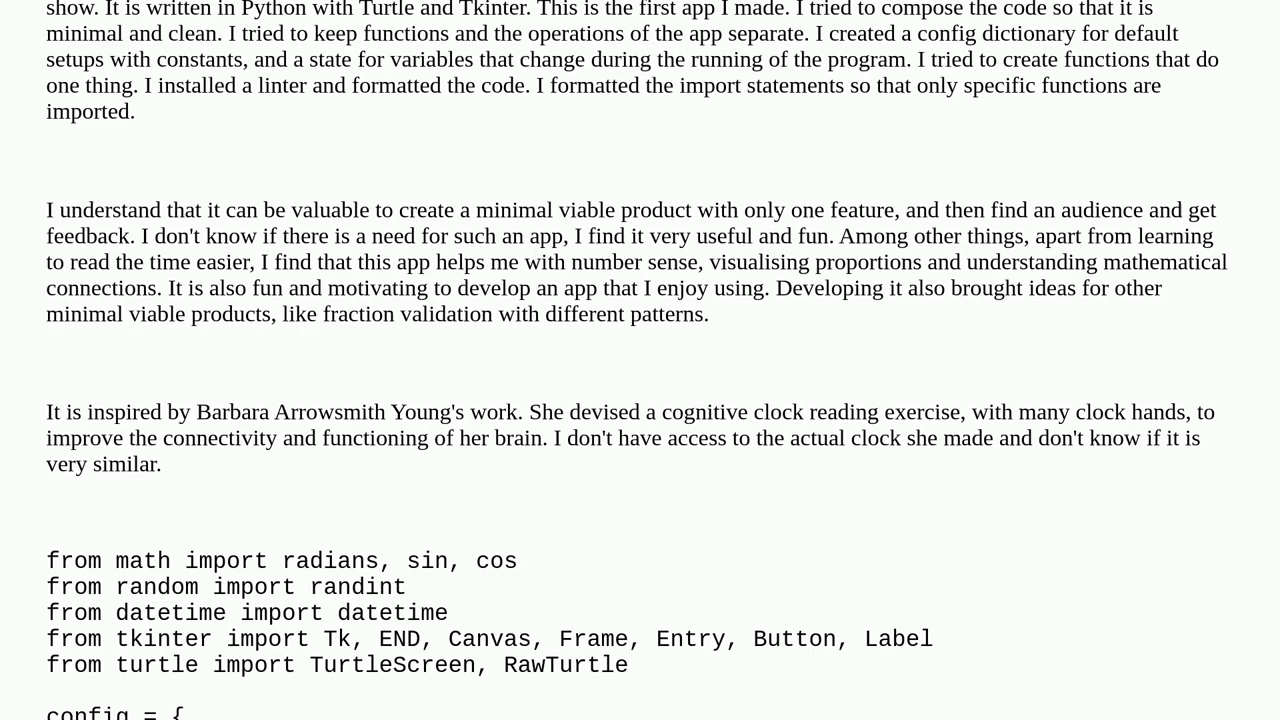 show. It is written in Python with Turtle and Tkinter. This is the first app I made. I tried to compose the code so that it is
minimal and clean. I tried to keep functions and the operations of the app separate. I created a config dictionary for default
setups with constants, and a state for variables that change during the running of the program. I tried to create functions that do
one thing. I installed a linter and formatted the code. I formatted the import statements so that only specific functions are
imported.
I understand that it can be valuable to create a minimal viable product with only one feature, and then find an audience and get
feedback. I don't know if there is a need for such an app, I find it very useful and fun. Among other things, apart from learning
to read the time easier, I find that this app helps me with number sense, visualising proportions and understanding mathematical
connections. It is also fun and motivating to develop an app that I enjoy using. Developing it also brought ideas for other
minimal viable products, like fraction validation with different patterns.
It is inspired by Barbara Arrowsmith Young's work. She devised a cognitive clock reading exercise, with many clock hands, to
improve the connectivity and functioning of her brain. I don't have access to the actual clock she made and don't know if it is
very similar.
from math import radians, sin, cos
from random import randint
from datetime import datetime
from tkinter import Tk, END, Canvas, Frame, Entry, Button, Label
from turtle import TurtleScreen, RawTurtle
config = {